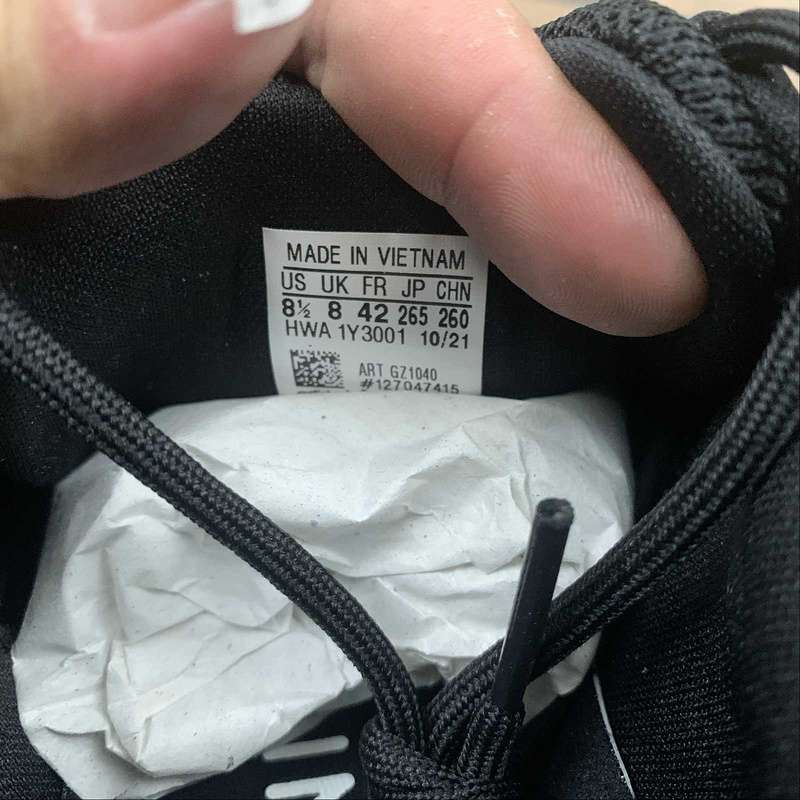 MADE IN VIETNAM
US UK FR JP CHN
8½ 8 42 265 260
HWA 1Y3001 10/21
ART GZ1040
#127047415